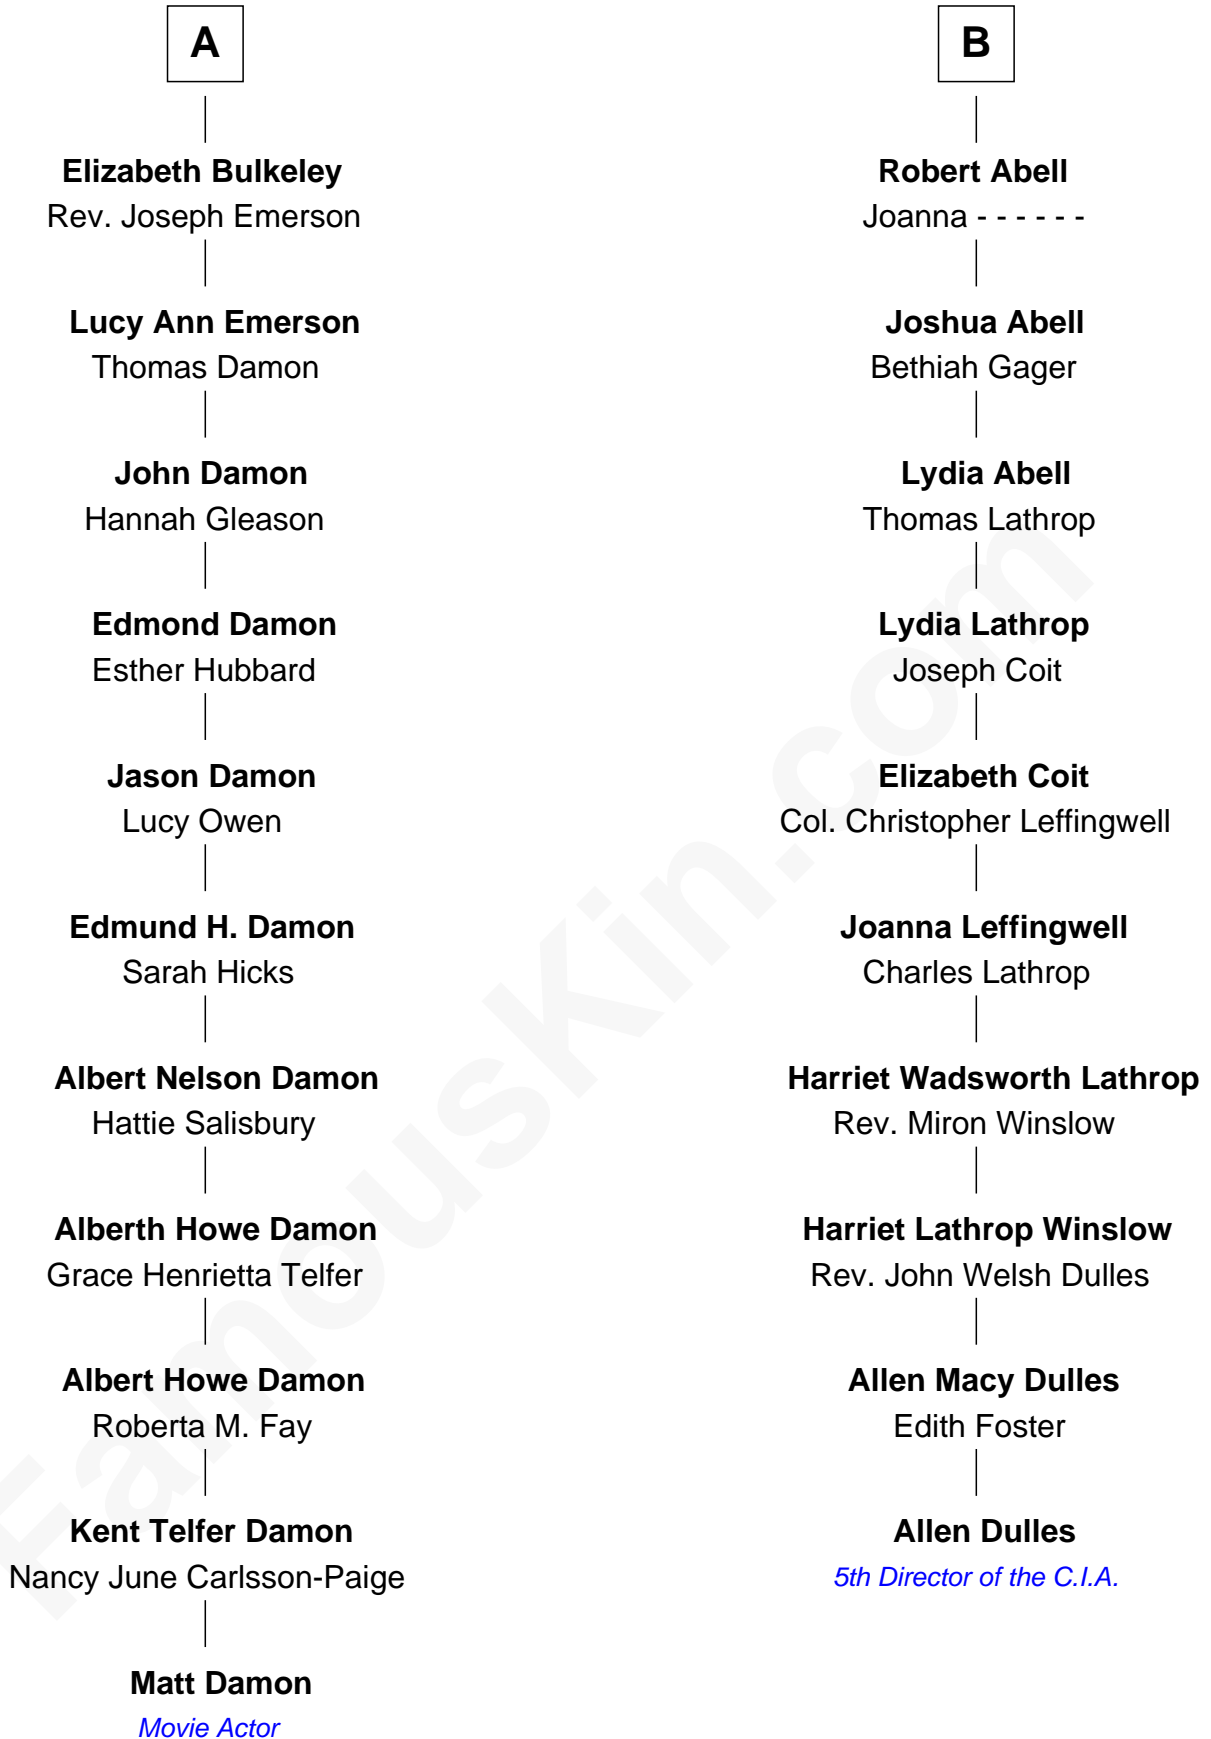 A
Elizabeth Bulkeley
Rev. Joseph Emerson
Lucy Ann Emerson
Thomas Damon
John Damon
Hannah Gleason
Edmond Damon
Esther Hubbard
Jason Damon
Lucy Owen
Edmund H. Damon
Sarah Hicks
Albert Nelson Damon
Hattie Salisbury
Alberth Howe Damon
Grace Henrietta Telfer
Albert Howe Damon
Roberta M. Fay
Kent Telfer Damon
Nancy June Carlsson-Paige
Matt Damon
Movie Actor
B
Robert Abell
Joanna - - - - - -
Joshua Abell
Bethiah Gager
Lydia Abell
Thomas Lathrop
Lydia Lathrop
Joseph Coit
Elizabeth Coit
Col. Christopher Leffingwell
Joanna Leffingwell
Charles Lathrop
Harriet Wadsworth Lathrop
Rev. Miron Winslow
Harriet Lathrop Winslow
Rev. John Welsh Dulles
Allen Macy Dulles
Edith Foster
Allen Dulles
5th Director of the C.I.A.
FamousKin.com